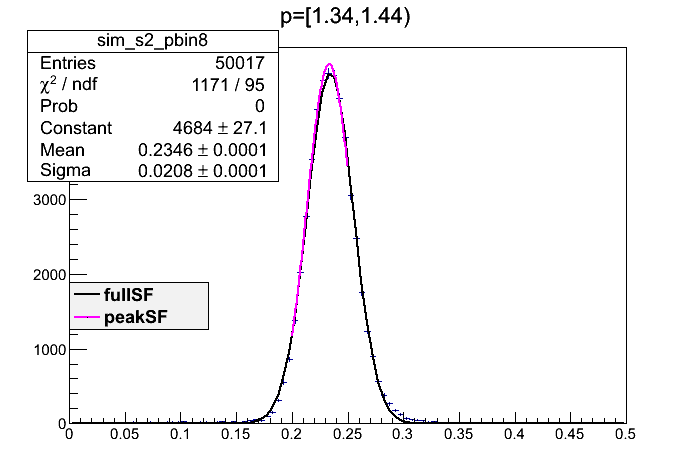 p=[1.34,1.44)
sim_s2_pbin8
Entries 50017
χ² / ndf 1171 / 95
Prob 0
Constant 4684 ± 27.1
Mean 0.2346 ± 0.0001
Sigma 0.0208 ± 0.0001
3000
2000
fullSF
peakSF
1000
0
0 0.05 0.1 0.15 0.2 0.25 0.3 0.35 0.4 0.45 0.5